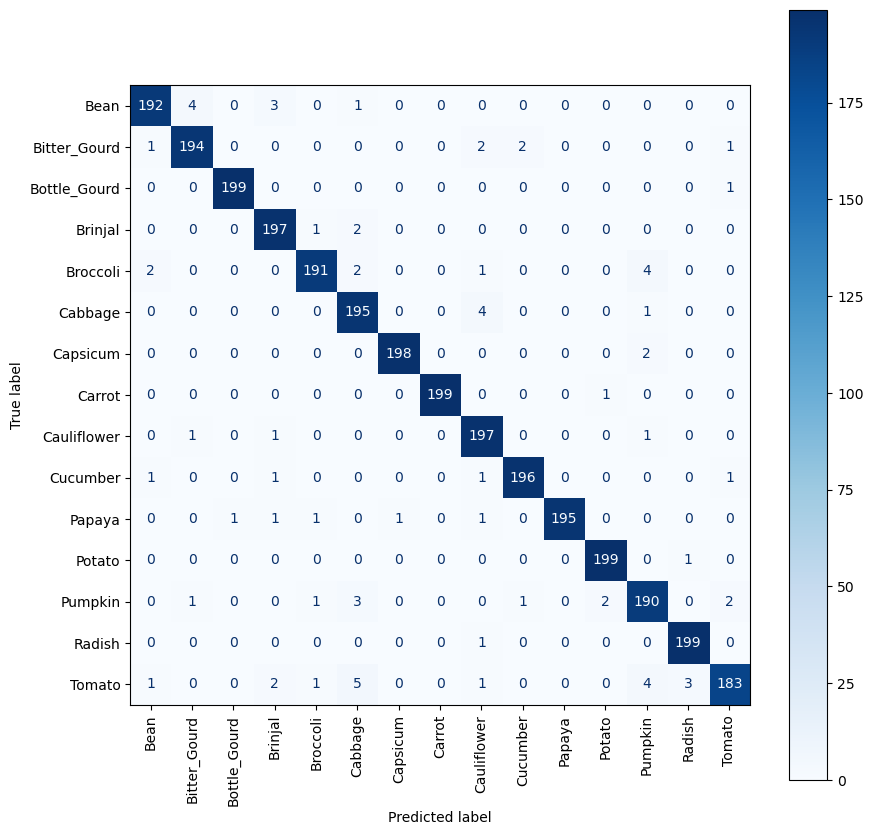 Bean 192 4 0 3 0 1 0 0 0 0 0 0 0 0 0
Bitter_Gourd 1 194 0 0 0 0 0 0 2 2 0 0 0 0 1
Bottle_Gourd 0 0 199 0 0 0 0 0 0 0 0 0 0 0 1
Brinjal 0 0 0 197 1 2 0 0 0 0 0 0 0 0 0
Broccoli 2 0 0 0 191 2 0 0 1 0 0 0 4 0 0
Cabbage 0 0 0 0 0 195 0 0 4 0 0 0 1 0 0
Capsicum 0 0 0 0 0 0 198 0 0 0 0 0 2 0 0
Carrot 0 0 0 0 0 0 0 199 0 0 0 1 0 0 0
Cauliflower 0 1 0 1 0 0 0 0 197 0 0 0 1 0 0
Cucumber 1 0 0 1 0 0 0 0 1 196 0 0 0 0 1
Papaya 0 0 1 1 1 0 1 0 1 0 195 0 0 0 0
Potato 0 0 0 0 0 0 0 0 0 0 0 199 0 1 0
Pumpkin 0 1 0 0 1 3 0 0 0 1 0 2 190 0 2
Radish 0 0 0 0 0 0 0 0 1 0 0 0 0 199 0
Tomato 1 0 0 2 1 5 0 0 1 0 0 0 4 3 183
Bean Bitter_Gourd Bottle_Gourd Brinjal Broccoli Cabbage Capsicum Carrot Cauliflower Cucumber Papaya Potato Pumpkin Radish Tomato
Predicted label
True label
175
150
125
100
75
50
25
0